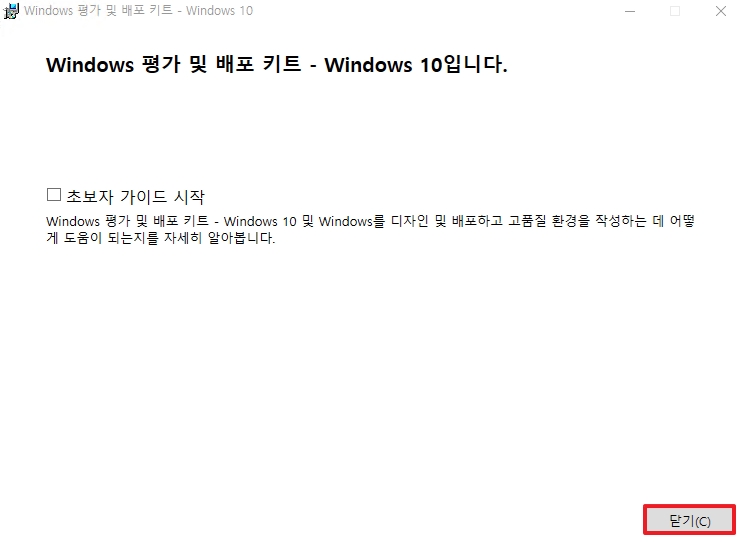 Windows 평가 및 배포 키트 - Windows 10
Windows 평가 및 배포 키트 - Windows 10입니다.
초보자 가이드 시작
Windows 평가 및 배포 키트 - Windows 10 및 Windows를 디자인 및 배포하고 고품질 환경을 작성하는 데 어떻
게 도움이 되는지를 자세히 알아봅니다.
닫기(C)